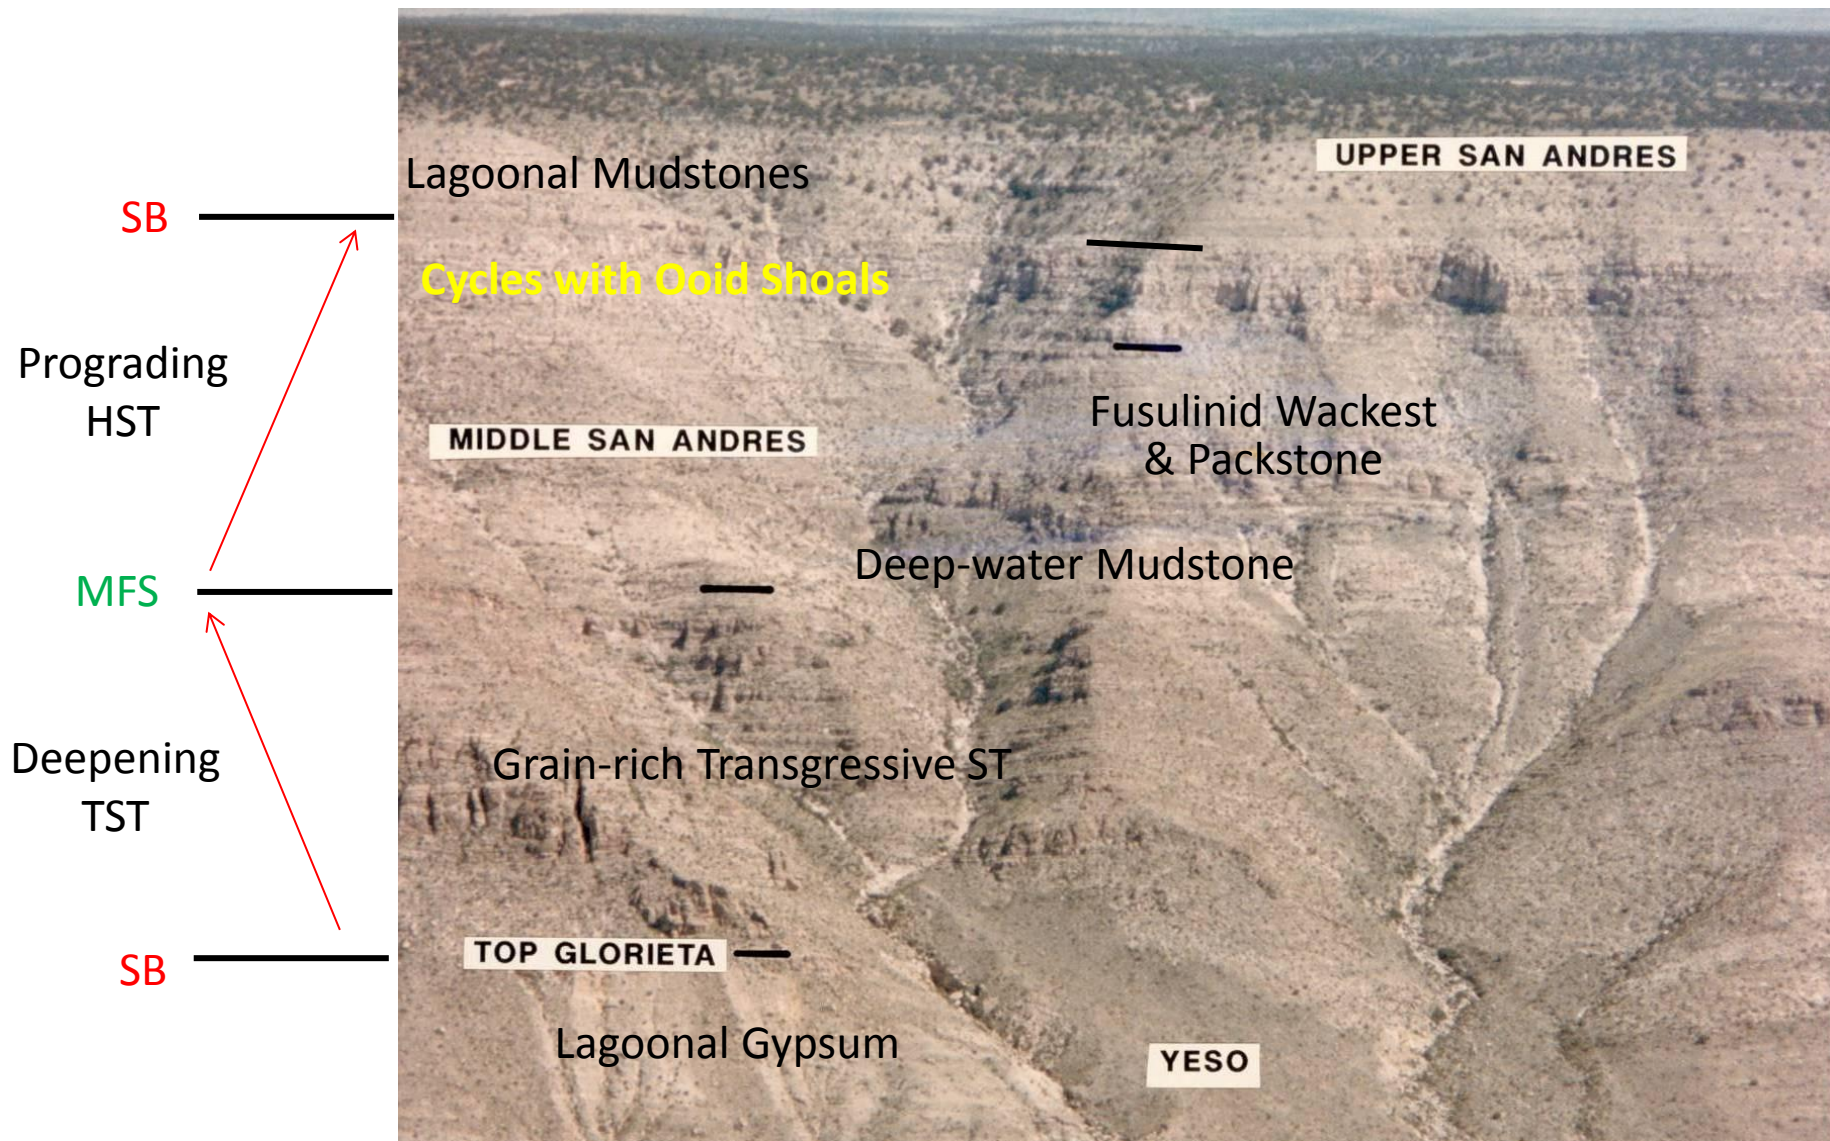 Lagoonal Mudstones
UPPER SAN ANDRES
SB
Cycles with Ooid Shoals
Prograding
HST
Fusulinid Wackest
& Packstone
MIDDLE SAN ANDRES
Deep-water Mudstone
MFS
Grain-rich Transgressive ST
Deepening
TST
TOP GLORIETA
SB
Lagoonal Gypsum
YESO